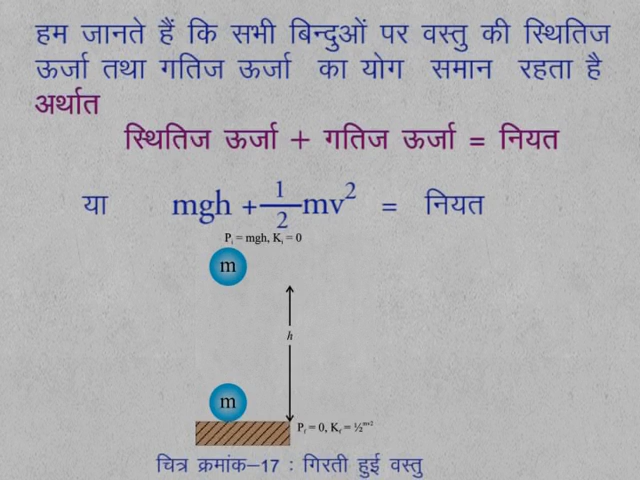 हम जानते हैं कि सभी बिन्दुओं पर वस्तु की स्थितिज
ऊर्जा तथा गतिज ऊर्जा का योग समान रहता है
अर्थात
स्थितिज ऊर्जा + गतिज ऊर्जा = नियत
या mgh + 1/2 mv² = नियत
Pᵢ = mgh, Kᵢ = 0
m
h
m
P_f = 0, K_f = ½ᵐᵛ²
चित्र क्रमांक–17 : गिरती हुई वस्तु